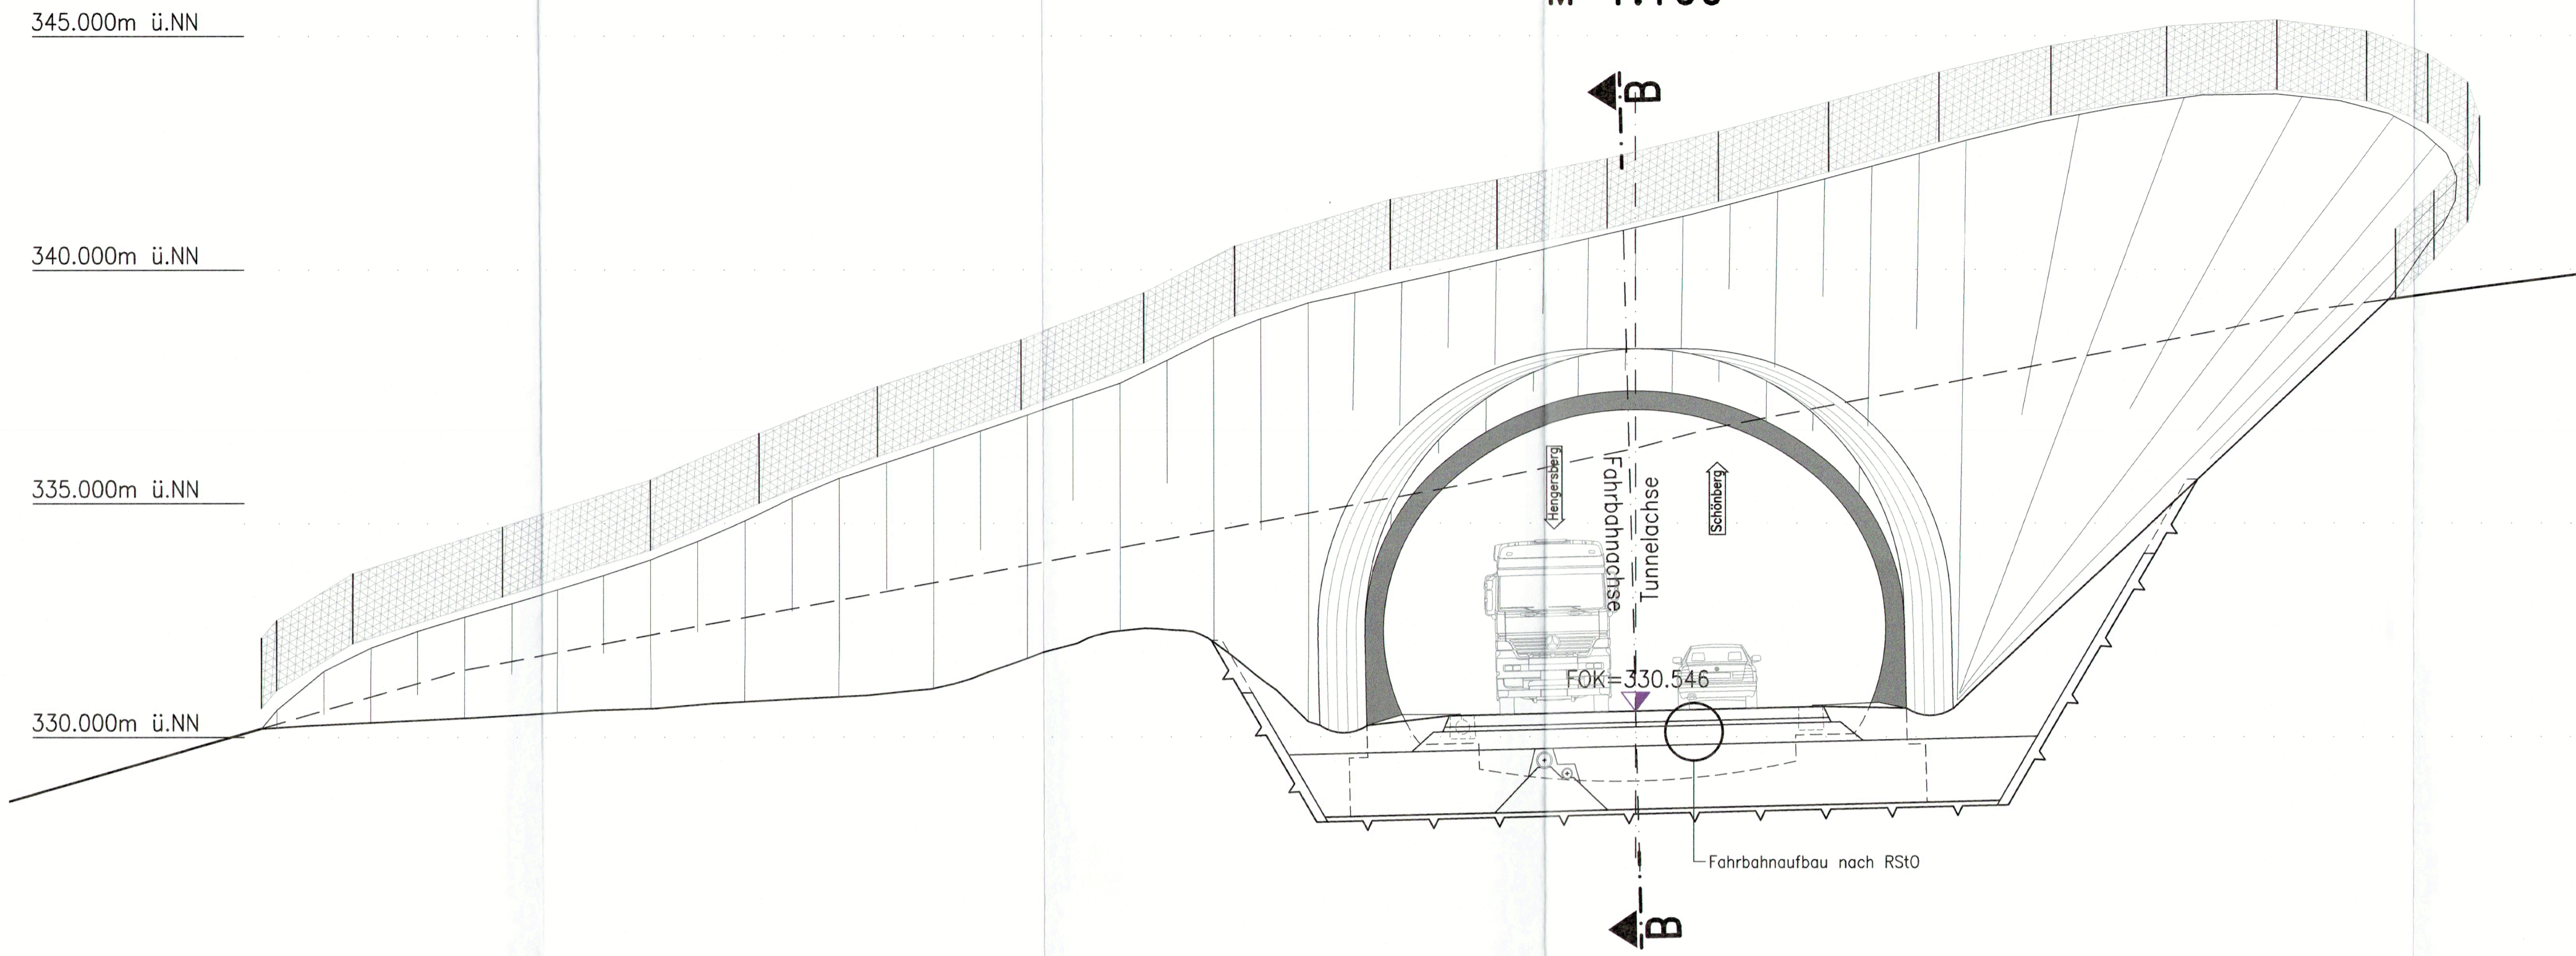 345.000m ü.NN
B
340.000m ü.NN
335.000m ü.NN
Hengersberg
Fahrbahnachse
Tunnelachse
Schönberg
FOK=330.546
330.000m ü.NN
Fahrbahnaufbau nach RStO
B